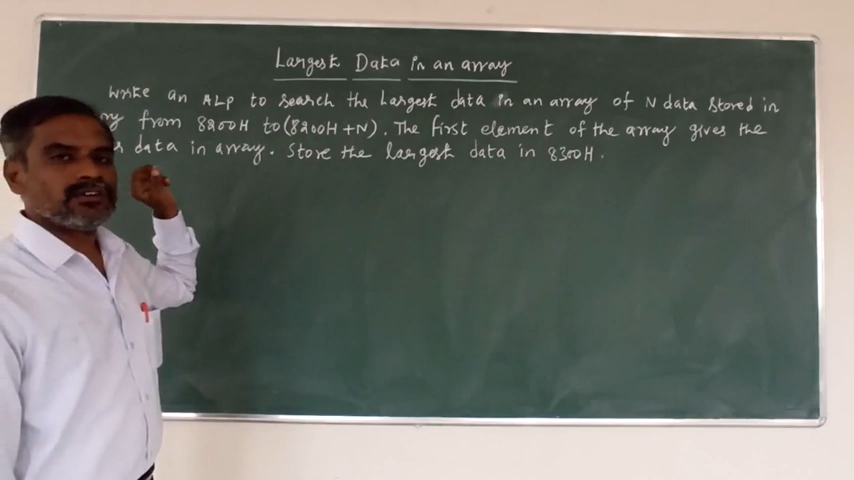 Largest Data in an array
Write an ALP to search the Largest data in an array of N data stored in
from 8200H to (8200H+N). The first element of the array gives the
data in array. Store the largest data in 8300H.